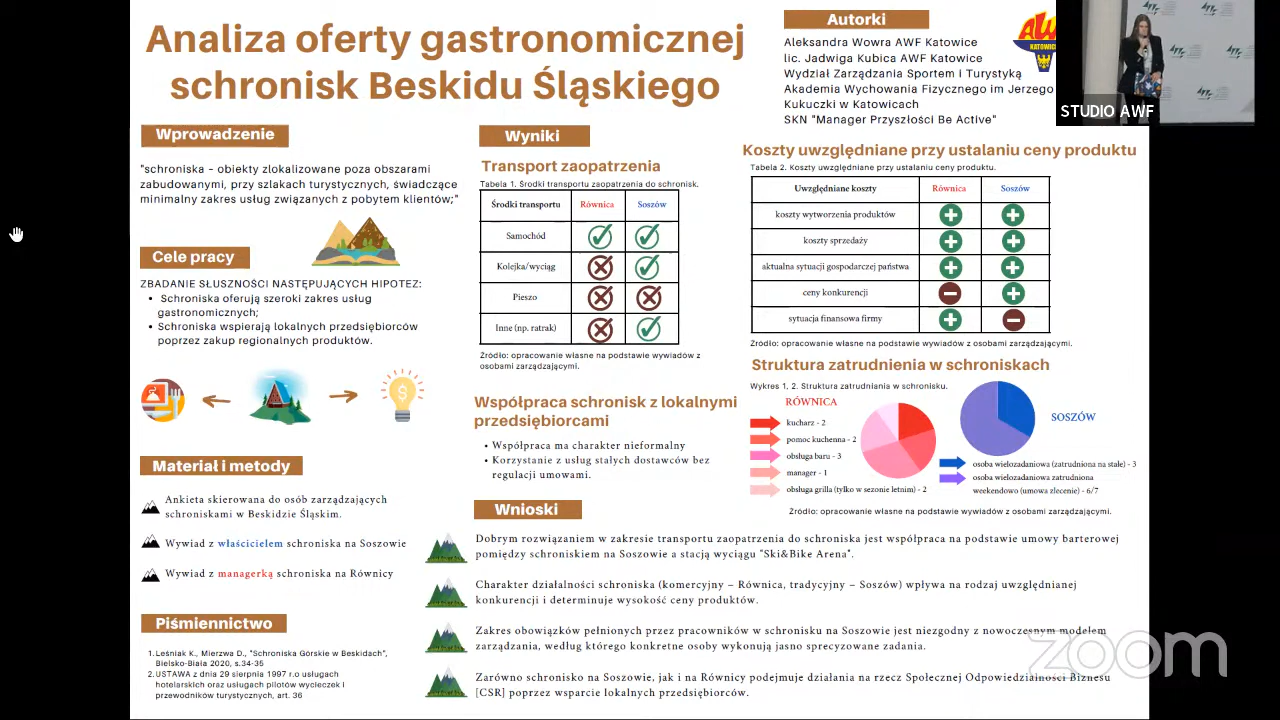 Analiza oferty gastronomicznej
schronisk Beskidu Śląskiego
Autorki
Aleksandra Wowra AWF Katowice
lic. Jadwiga Kubica AWF Katowice
Wydział Zarządzania Sportem i Turystyką
Akademia Wychowania Fizycznego im Jerzego
Kukuczki w Katowicach
SKN "Manager Przyszłości Be Active"
KATOWICE
STUDIO AWF
Wprowadzenie
"schroniska – obiekty zlokalizowane poza obszarami
zabudowanymi, przy szlakach turystycznych, świadczące
minimalny zakres usług związanych z pobytem klientów;"
Cele pracy
ZBADANIE SŁUSZNOŚCI NASTĘPUJĄCYCH HIPOTEZ:
• Schroniska oferują szeroki zakres usług
gastronomicznych;
• Schroniska wspierają lokalnych przedsiębiorców
poprzez zakup regionalnych produktów.
Materiał i metody
Ankieta skierowana do osób zarządzających
schroniskami w Beskidzie Śląskim.
Wywiad z właścicielem schroniska na Soszowie
Wywiad z managerką schroniska na Równicy
Piśmiennictwo
1. Leśniak K., Mierzwa D., "Schroniska Górskie w Beskidach",
Bielsko-Biała 2020, s.34-35
2. USTAWA z dnia 29 sierpnia 1997 r.o usługach
hotelarskich oraz usługach pilotów wycieczek i
przewodników turystycznych, art. 36
Wyniki
Transport zaopatrzenia
Tabela 1. Środki transportu zaopatrzenia do schronisk.
Środki transportu Równica Soszów
Samochód
Kolejka/wyciąg
Pieszo
Inne (np. ratrak)
Źródło: opracowanie własne na podstawie wywiadów z
osobami zarządzającymi.
Współpraca schronisk z lokalnymi
przedsiębiorcami
• Współpraca ma charakter nieformalny
• Korzystanie z usług stałych dostawców bez
regulacji umowami.
Koszty uwzględniane przy ustalaniu ceny produktu
Tabela 2. Koszty uwzględniane przy ustalaniu ceny produktu.
Uwzględniane koszty Równica Soszów
koszty wytworzenia produktów
koszty sprzedaży
aktualna sytuacji gospodarczej państwa
ceny konkurencji
sytuacja finansowa firmy
Źródło: opracowanie własne na podstawie wywiadów z osobami zarządzającymi.
Struktura zatrudnienia w schroniskach
Wykres 1, 2. Struktura zatrudniania w schronisku.
RÓWNICA
kucharz - 2
pomoc kuchenna - 2
obsługa baru - 3
manager - 1
obsługa grilla (tylko w sezonie letnim) - 2
SOSZÓW
osoba wielozadaniowa (zatrudniona na stałe) - 3
osoba wielozadaniowa zatrudniona
weekendowo (umowa zlecenie) - 6/7
Źródło: opracowanie własne na podstawie wywiadów z osobami zarządzającymi.
Wnioski
Dobrym rozwiązaniem w zakresie transportu zaopatrzenia do schroniska jest współpraca na podstawie umowy barterowej
pomiędzy schroniskiem na Soszowie a stacją wyciągu "Ski&Bike Arena".
Charakter działalności schroniska (komercyjny – Równica, tradycyjny – Soszów) wpływa na rodzaj uwzględnianej
konkurencji i determinuje wysokość ceny produktów.
Zakres obowiązków pełnionych przez pracowników w schronisku na Soszowie jest niezgodny z nowoczesnym modelem
zarządzania, według którego konkretne osoby wykonują jasno sprecyzowane zadania.
Zarówno schronisko na Soszowie, jak i na Równicy podejmuje działania na rzecz Społecznej Odpowiedzialności Biznesu
[CSR] poprzez wsparcie lokalnych przedsiębiorców.
zoom